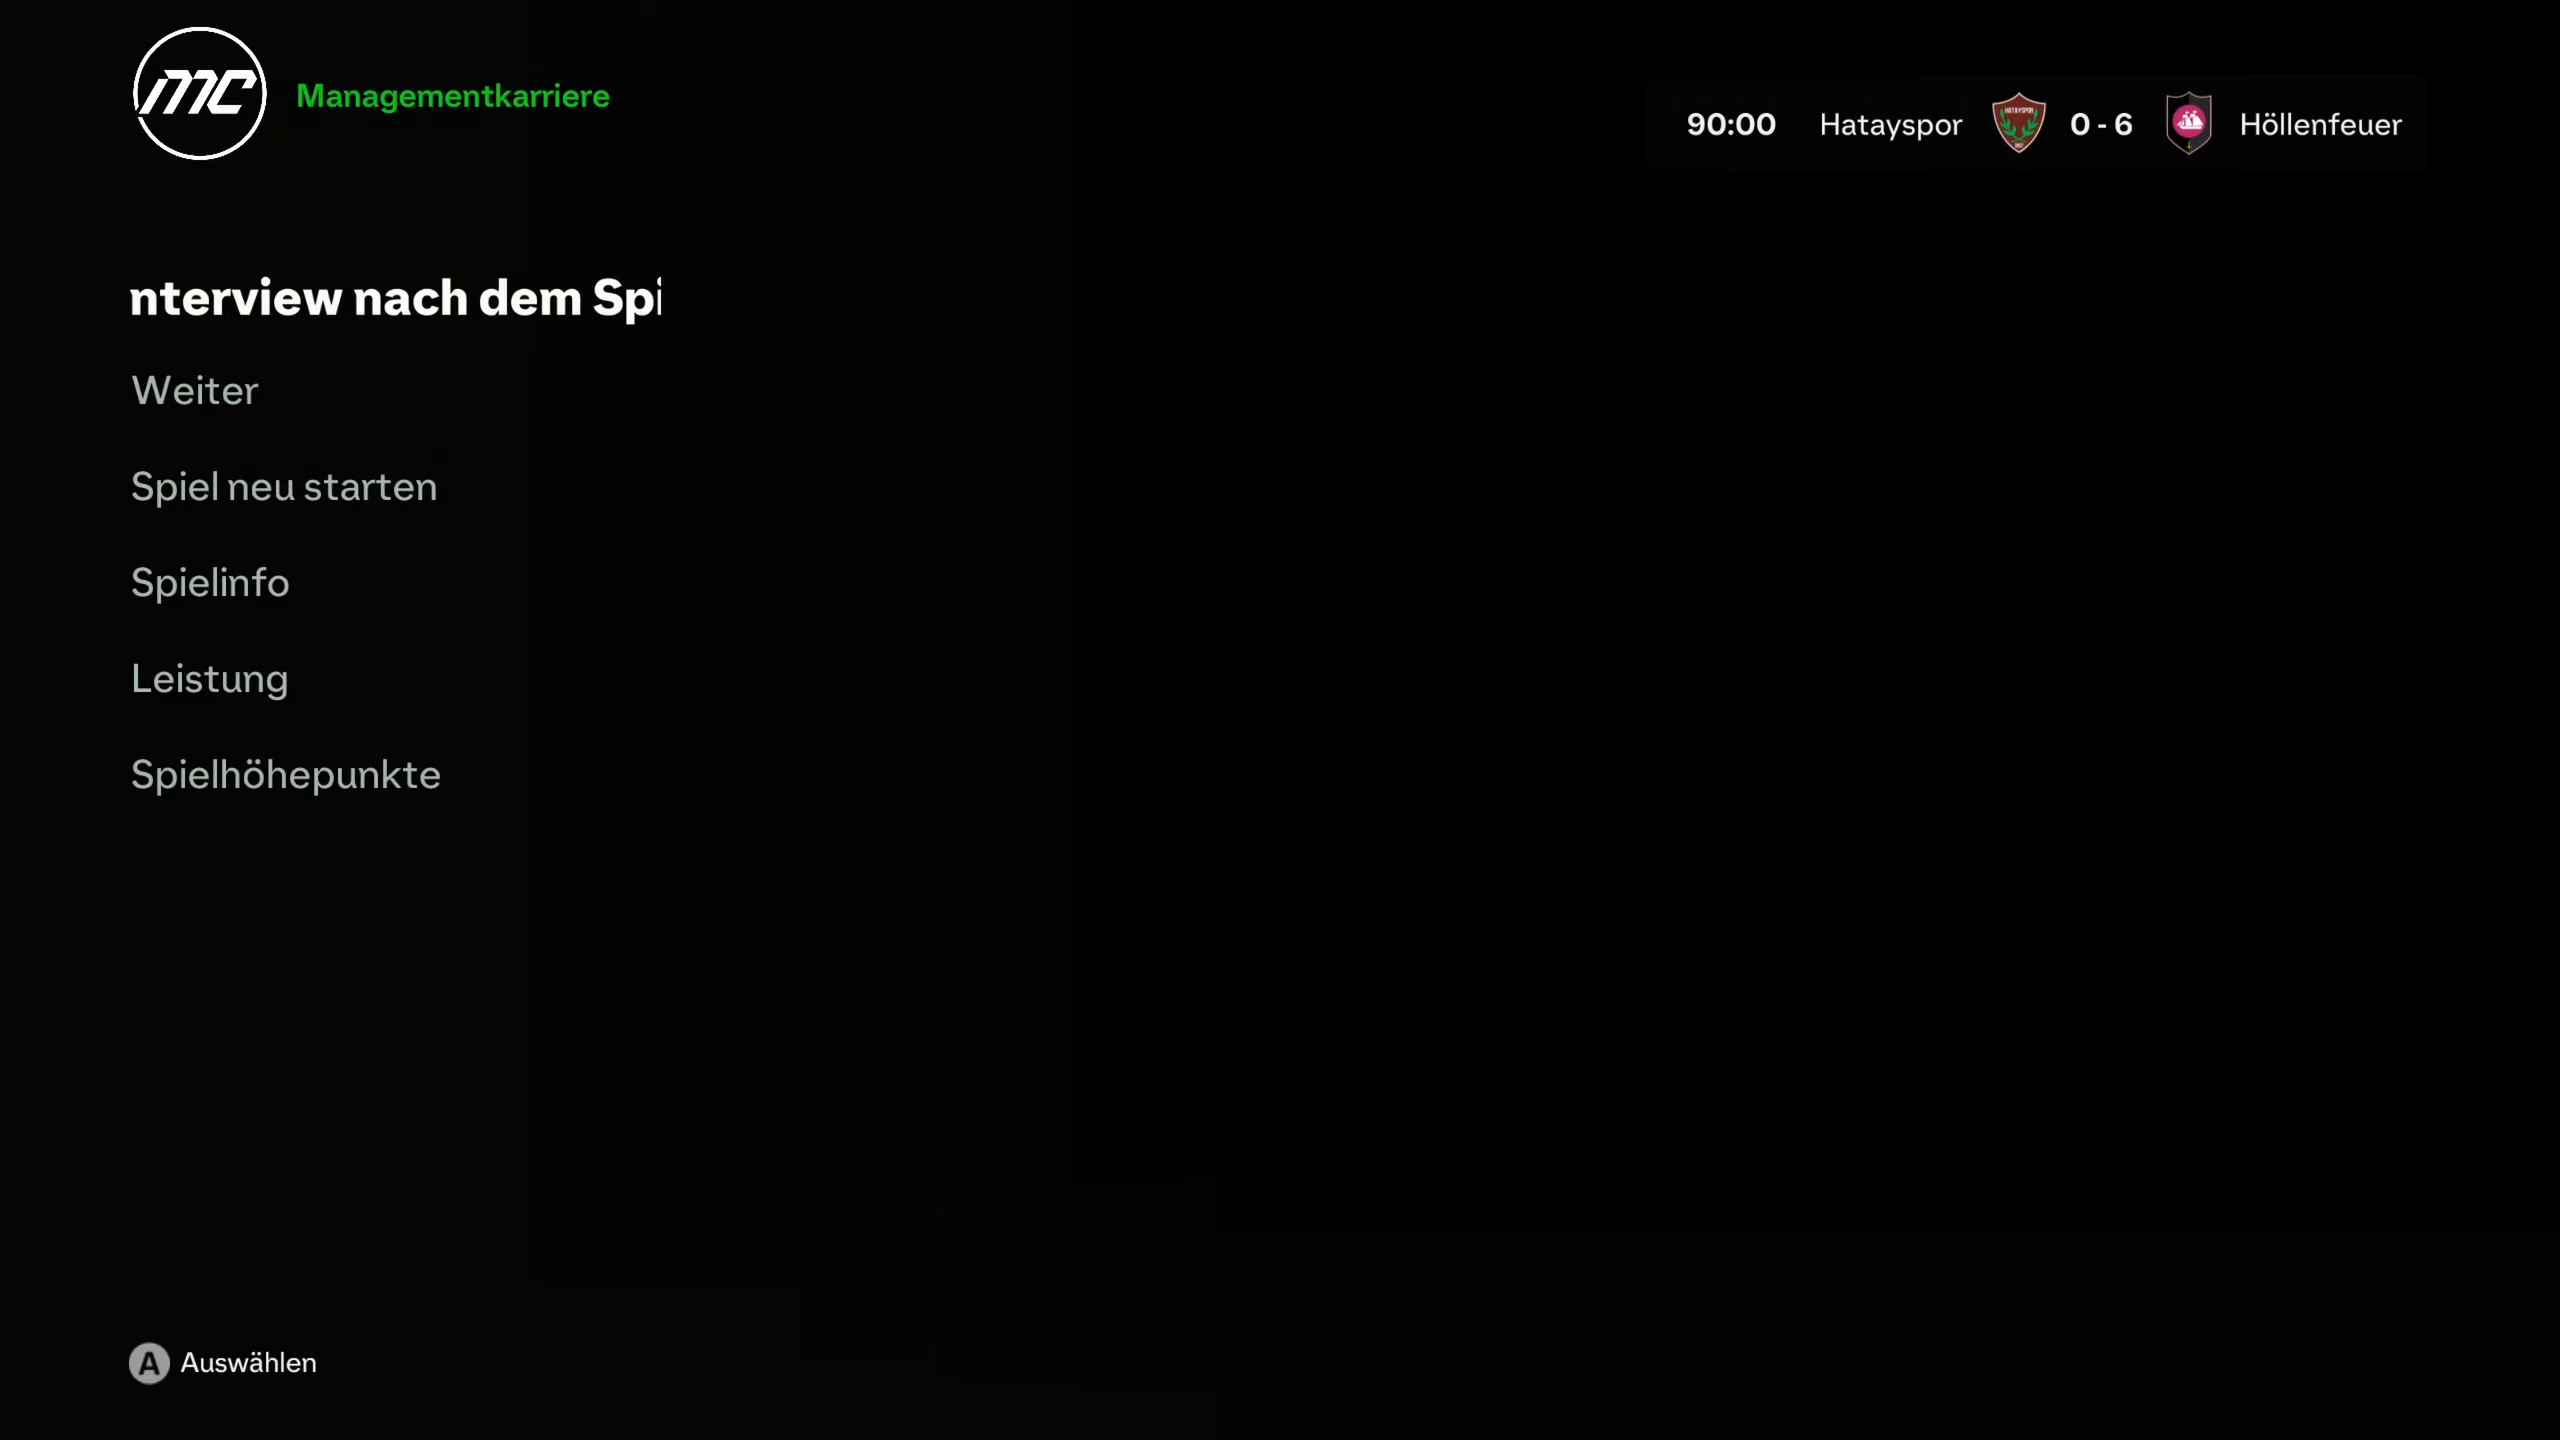 MC
Managementkarriere
90:00 Hatayspor 0 - 6 Höllenfeuer
nterview nach dem Spi
Weiter
Spiel neu starten
Spielinfo
Leistung
Spielhöhepunkte
A Auswählen